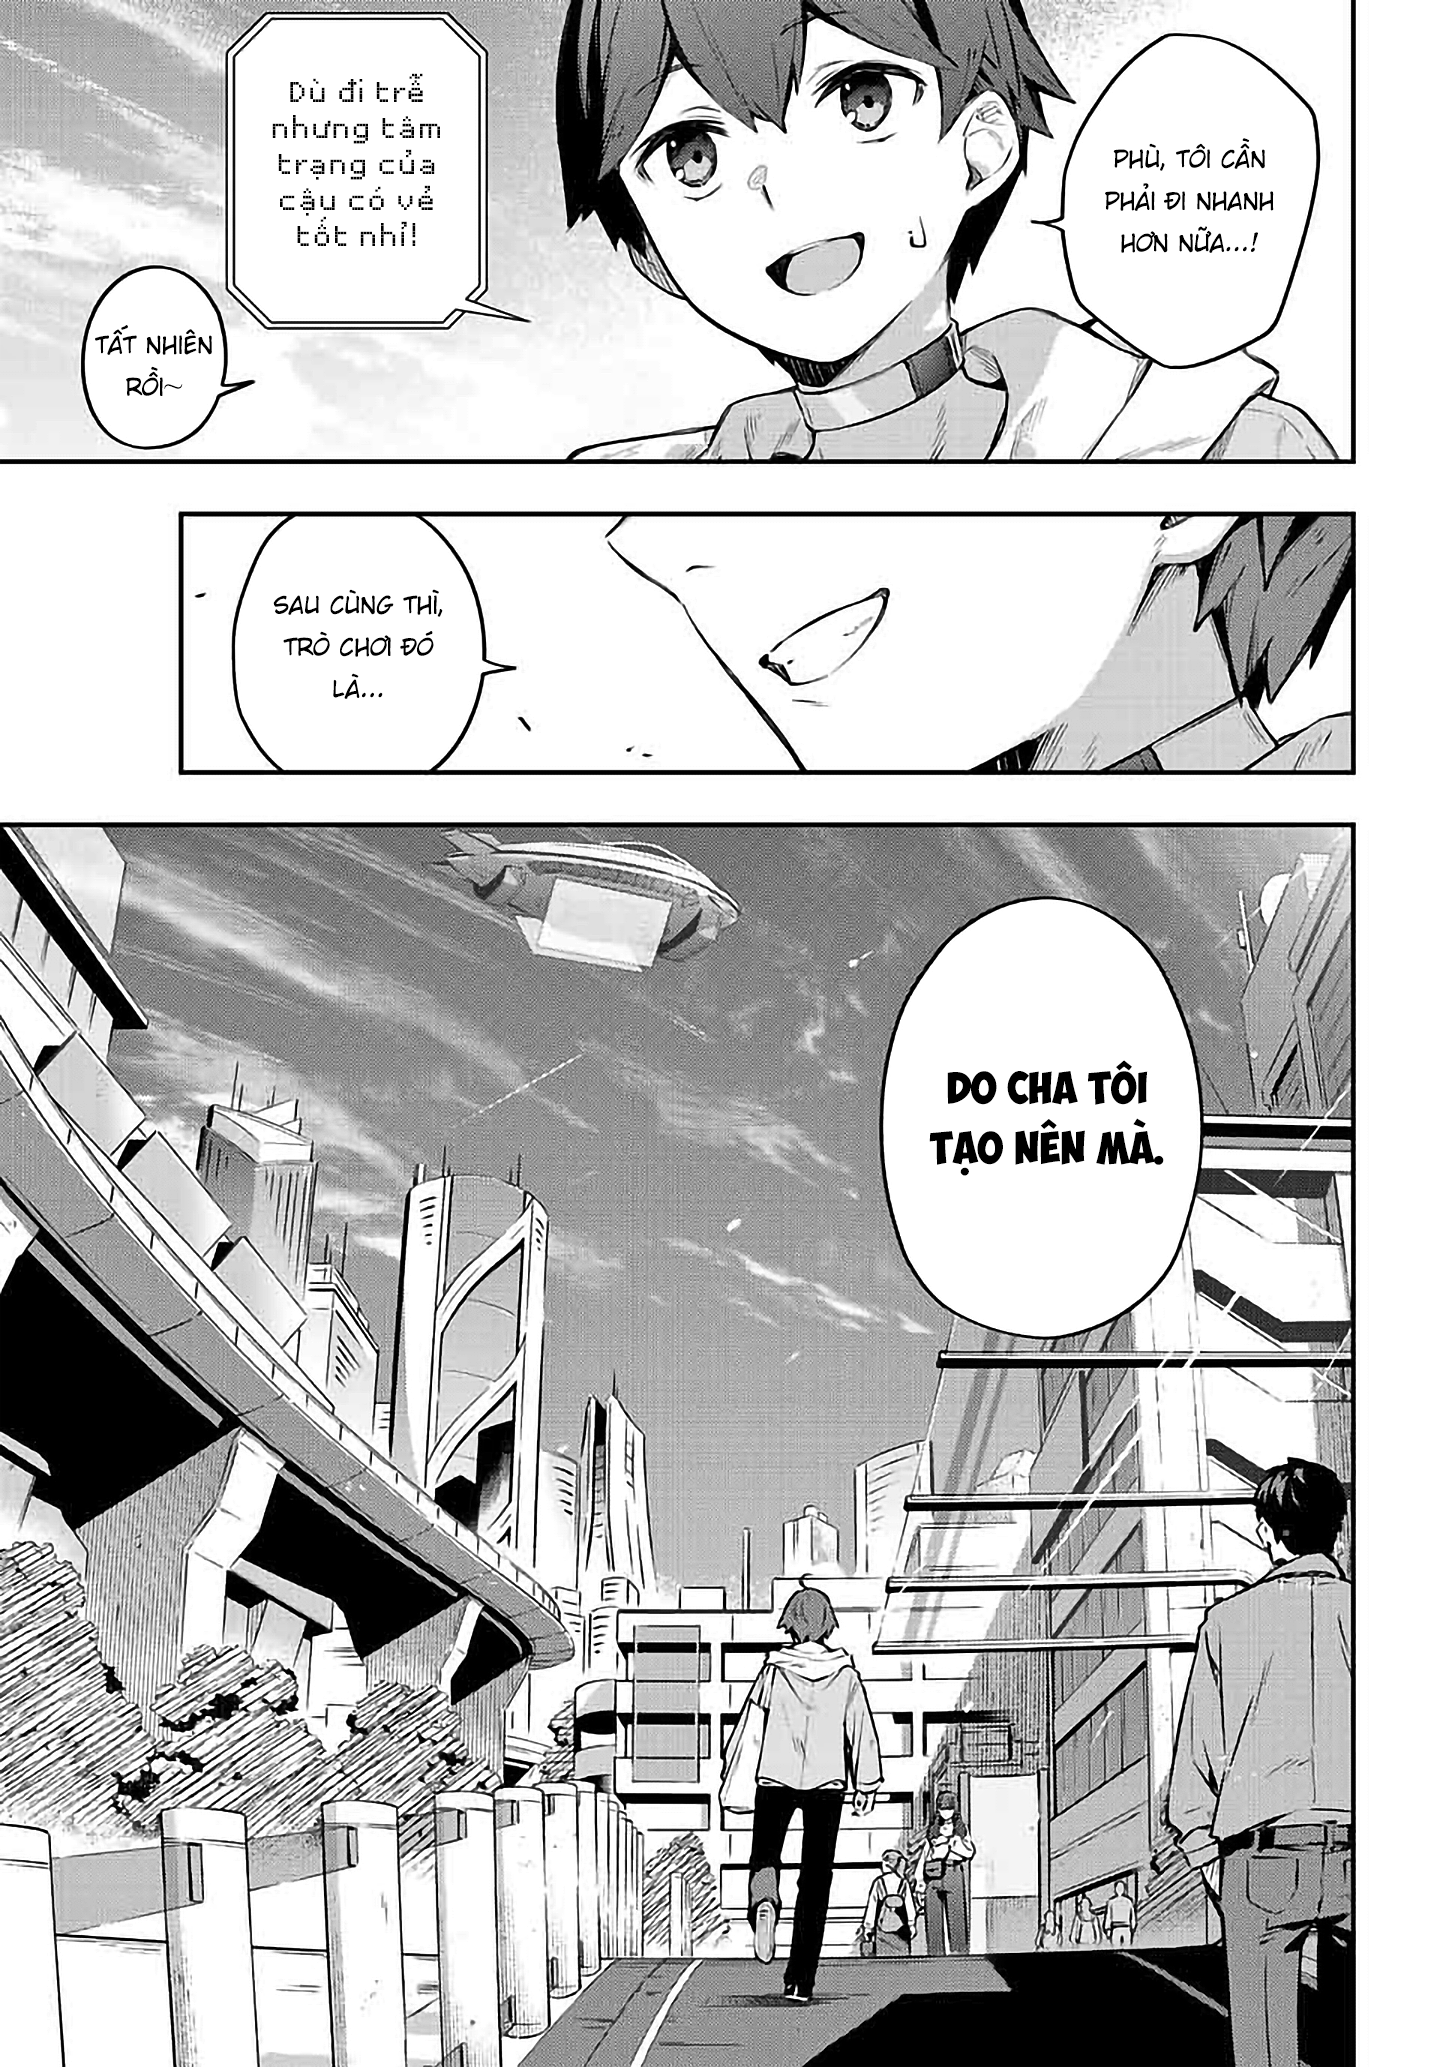 PHÙ, TÔI CẦN
PHẢI ĐI NHANH
HƠN NỮA...!
Dù đi trễ
nhưng tâm
trạng của
cậu có vẻ
tốt nhỉ!
TẤT NHIÊN
RỒI~
SAU CÙNG THÌ,
TRÒ CHƠI ĐÓ
LÀ...
DO CHA TÔI
TẠO NÊN MÀ.